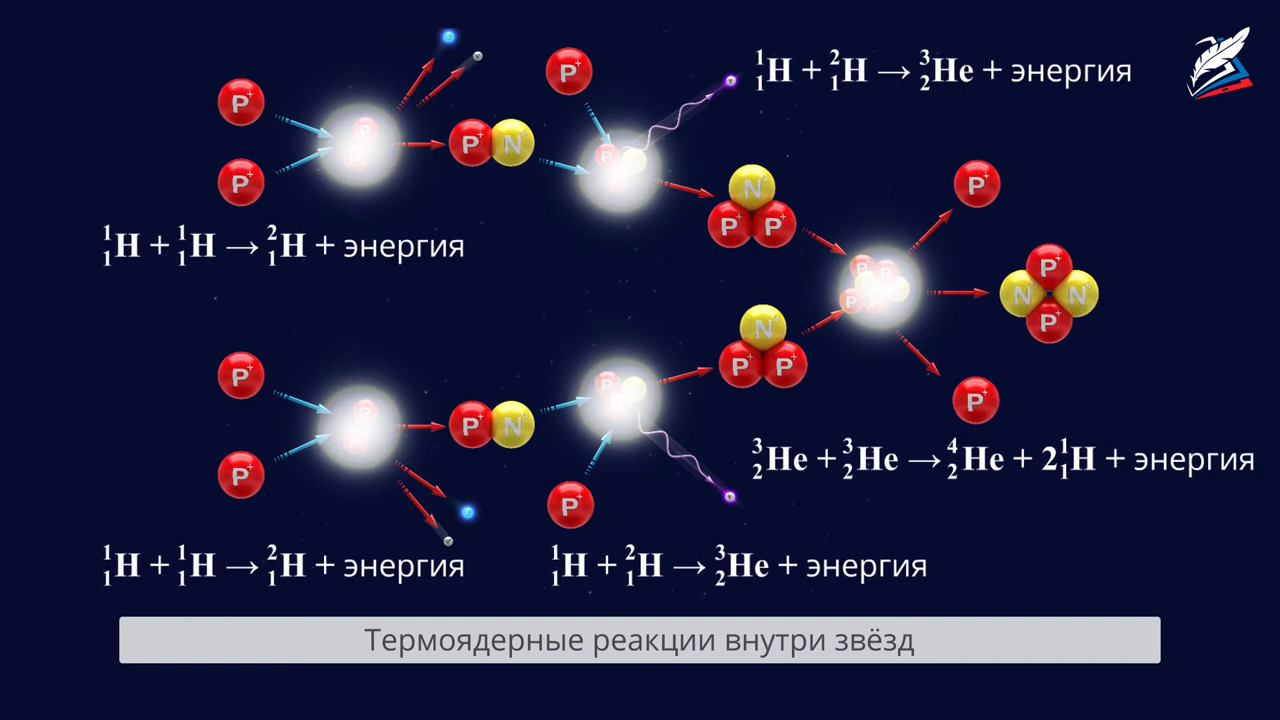 ¹₁H + ²₁H → ³₂He + энергия
P⁺
P⁺
P⁺
P⁺
P⁺
N
N
P⁺
P⁺
P⁺
P⁺
P⁺
¹₁H + ¹₁H → ²₁H + энергия
P⁺
P⁺
P⁺
N
N
P⁺
N
P⁺
P⁺
P⁺
P⁺
P⁺
P⁺
P⁺
N
P⁺
P⁺
³₂He + ³₂He → ⁴₂He + 2¹₁H + энергия
P⁺
P⁺
¹₁H + ¹₁H → ²₁H + энергия
¹₁H + ²₁H → ³₂He + энергия
Термоядерные реакции внутри звёзд